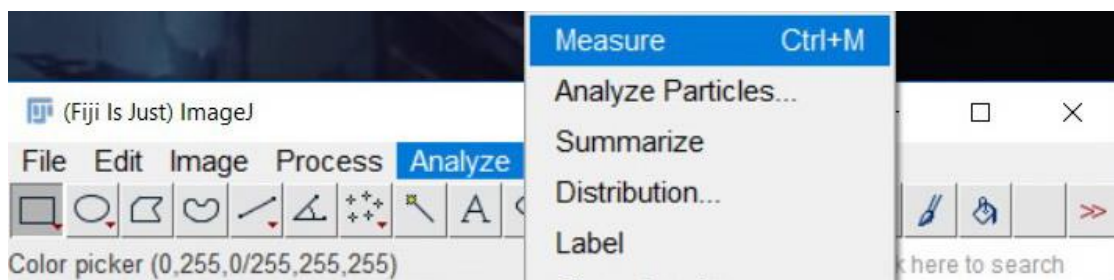 Measure Ctrl+M
Analyze Particles...
Summarize
Distribution...
Label
(Fiji Is Just) ImageJ
File Edit Image Process Analyze
A
Color picker (0,255,0/255,255,255)
here to search
>>